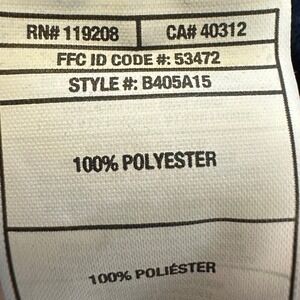 RN# 119208 CA# 40312
FFC ID CODE #: 53472
STYLE #: B405A15
100% POLYESTER
100% POLIÉSTER